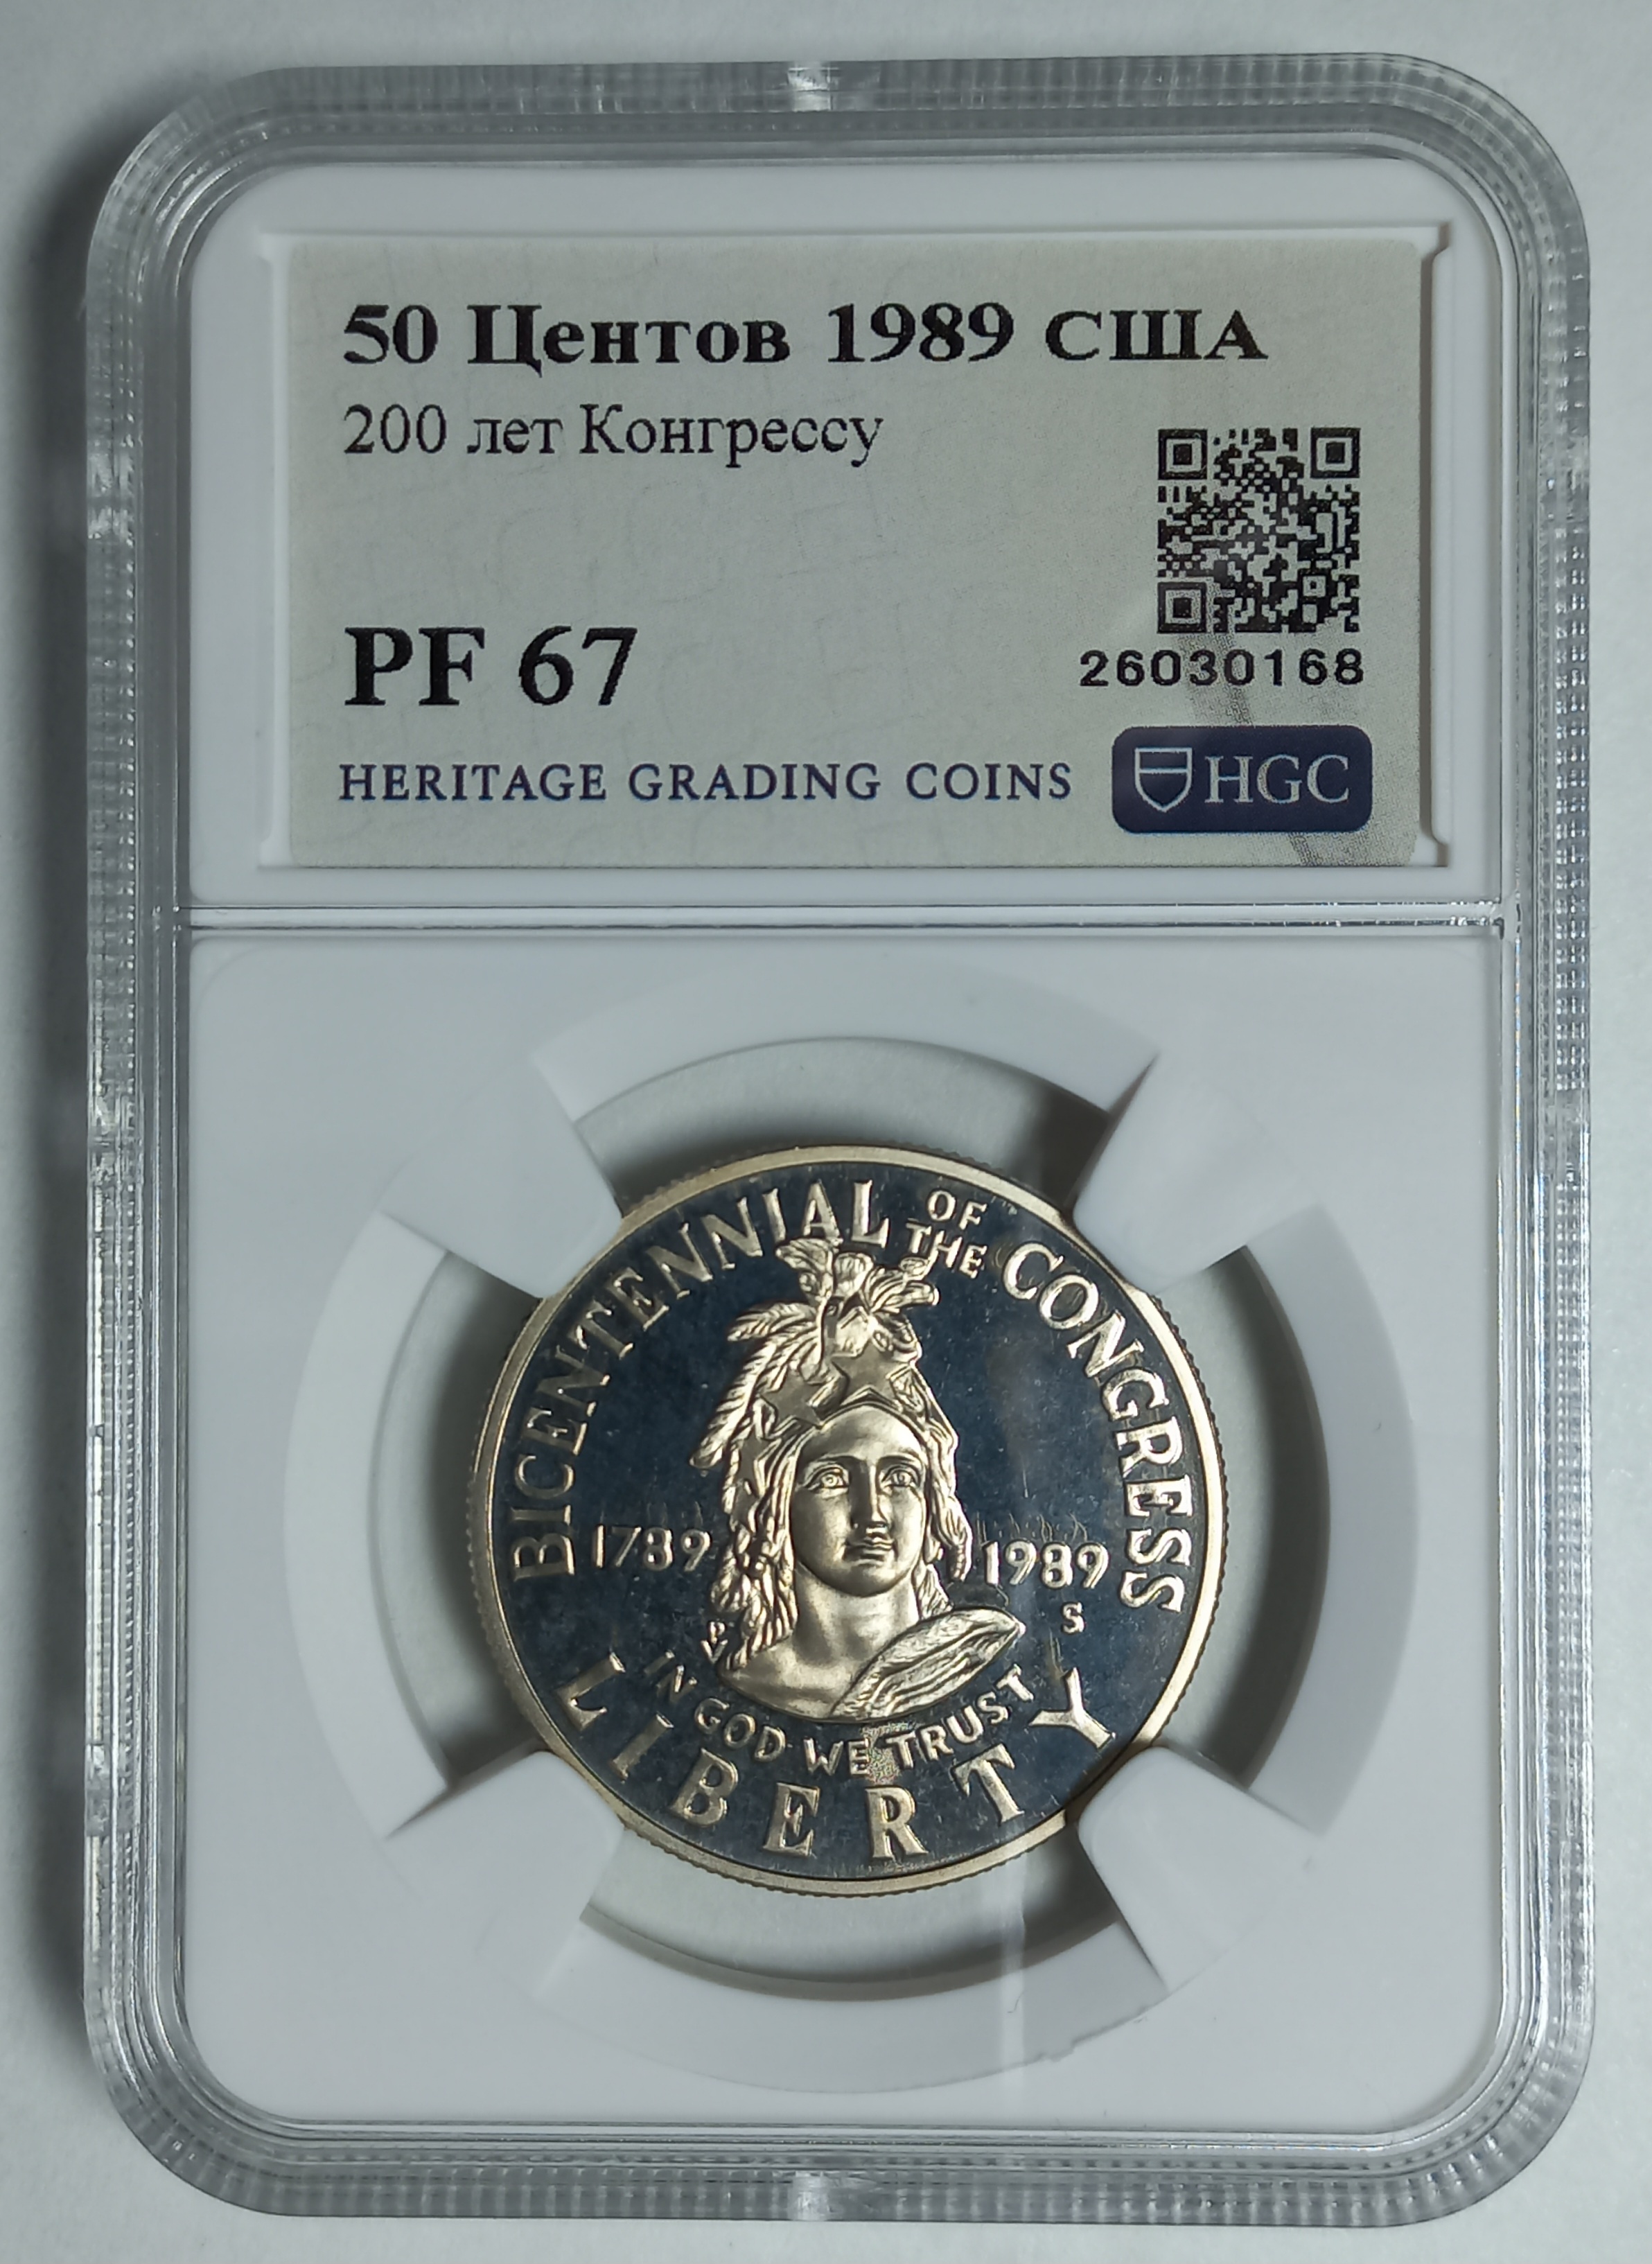 50 Центов 1989 США
200 лет Конгрессу
PF 67
26030168
HERITAGE GRADING COINS
HGC
BICENTENNIAL OF THE CONGRESS
1789 1989
S
IN GOD WE TRUST
LIBERTY